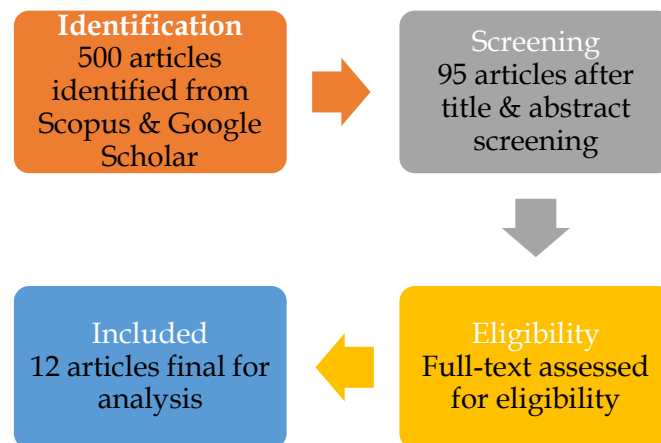 Identification
500 articles
identified from
Scopus & Google
Scholar
Screening
95 articles after
title & abstract
screening
Eligibility
Full-text assessed
for eligibility
Included
12 articles final for
analysis